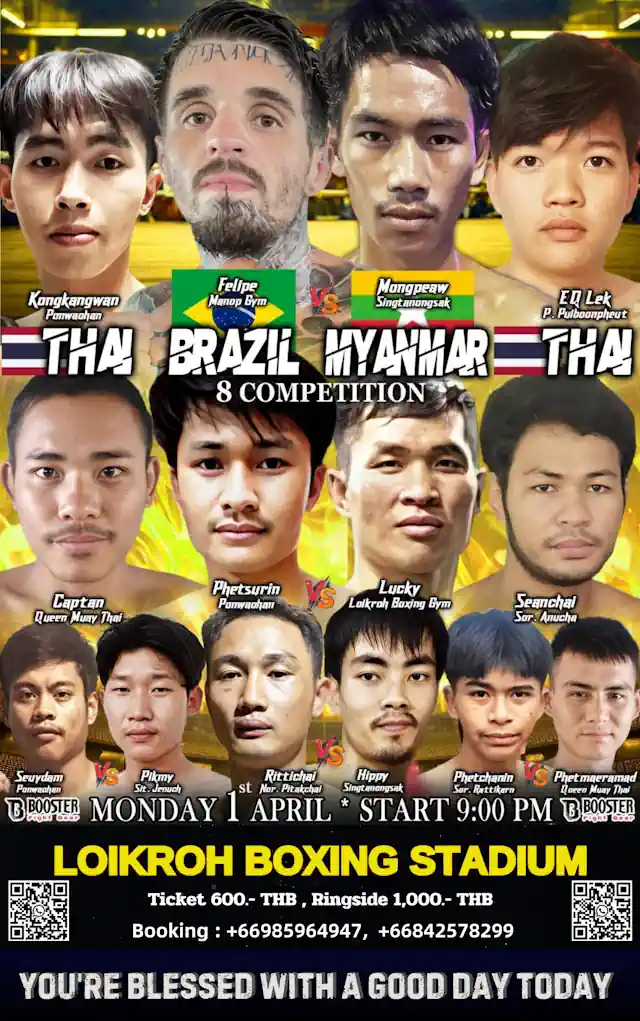 Kongkangwan
Ponwaohan
Felipe
Manop Gym
VS
Mongpeaw
Singtanongsak
EQ Lek
P. Pulboonpheut
THAI BRAZIL MYANMAR THAI
8 COMPETITION
Captan
Queen Muay Thai
Phetsurin
Ponwaohan
VS
Lucky
Loikroh Boxing Gym
Seanchai
Sor. Anucha
Seuydam
Ponwaohan
VS
Pikmy
Sit. Jenuch
Rittichai
Nor. Pitakchai
VS
Hippy
Singtanongsak
Phetchanin
Sor. Rattikarn
VS
Phetmaeramad
Queen Muay Thai
BOOSTER
Fight Gear
MONDAY 1st APRIL * START 9:00 PM
BOOSTER
Fight Gear
LOIKROH BOXING STADIUM
Ticket 600.- THB , Ringside 1,000.- THB
Booking : +66985964947, +66842578299
YOU'RE BLESSED WITH A GOOD DAY TODAY